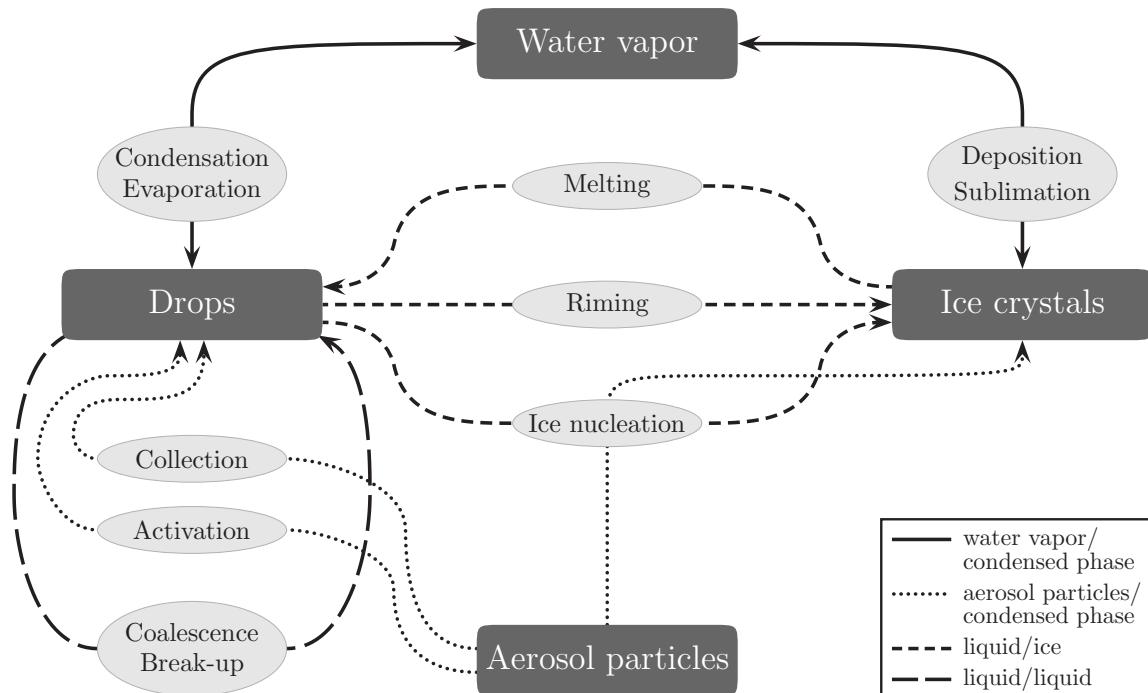 Water vapor
Condensation
Evaporation
Deposition
Sublimation
Melting
Drops
Riming
Ice crystals
Ice nucleation
Collection
Activation
Coalescence
Break-up
Aerosol particles
water vapor/
condensed phase
aerosol particles/
condensed phase
liquid/ice
liquid/liquid